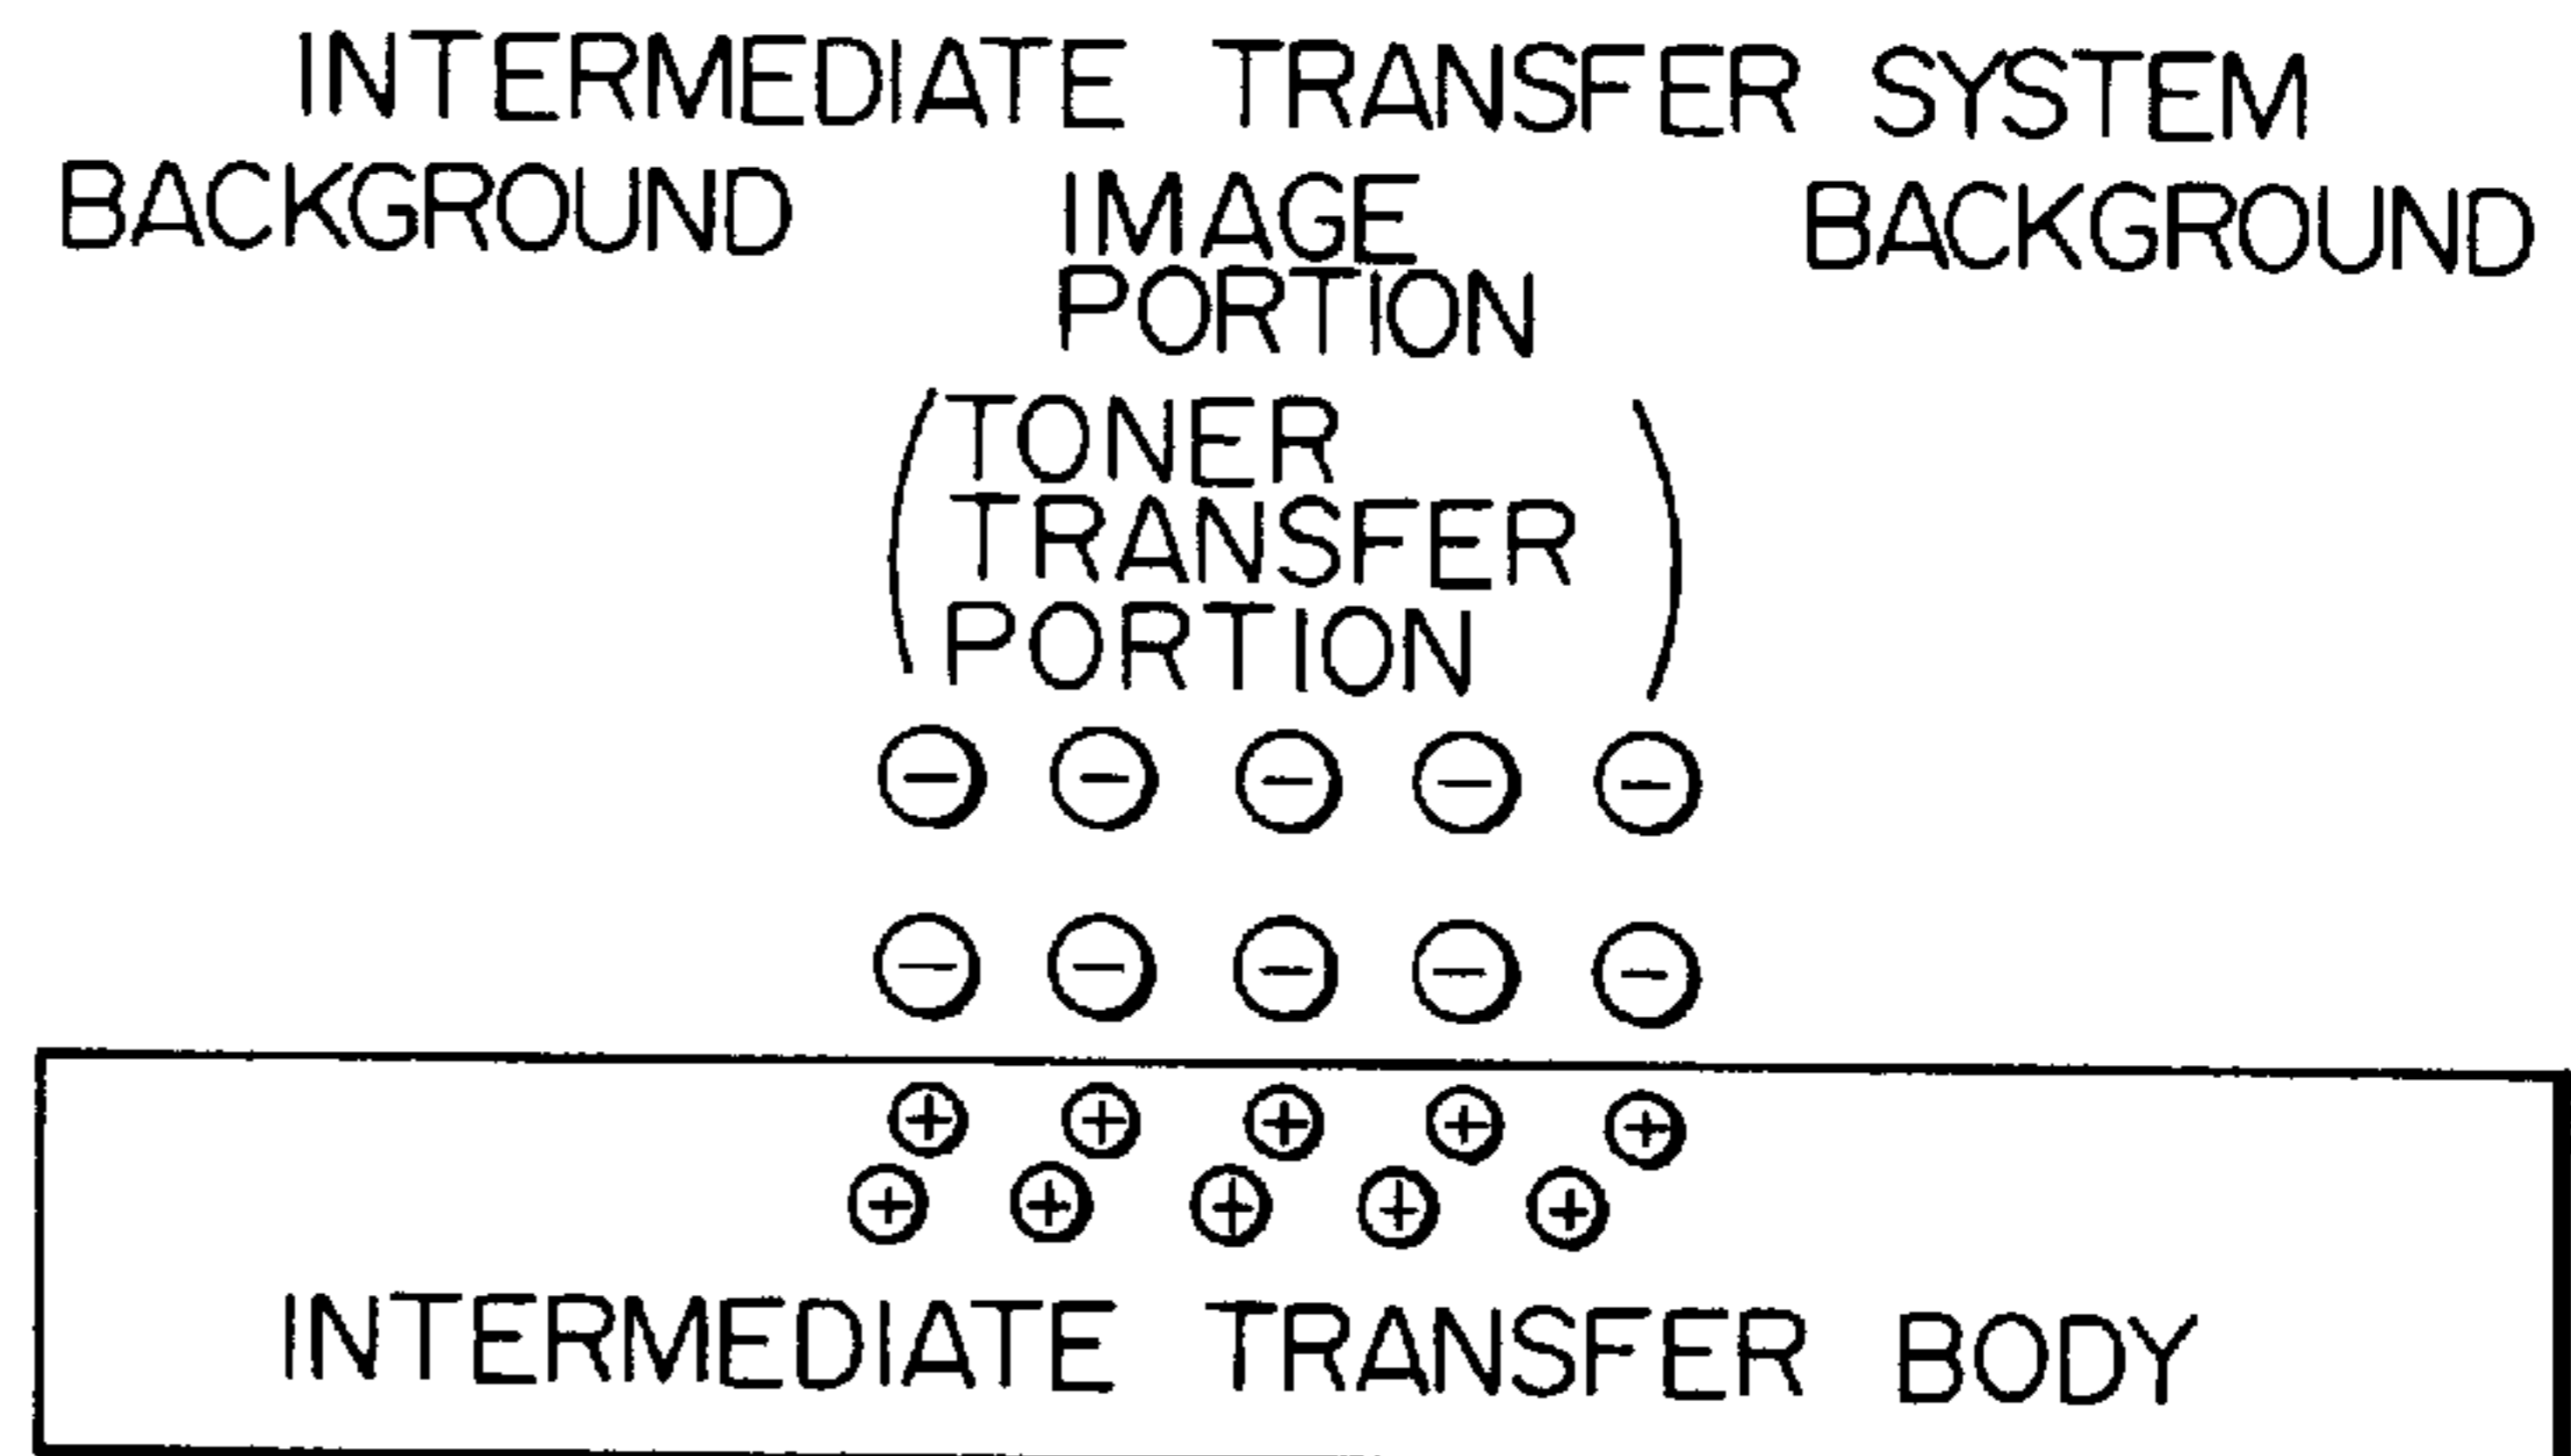 INTERMEDIATE TRANSFER SYSTEM
BACKGROUND IMAGE PORTION BACKGROUND
(TONER TRANSFER PORTION)
⊖ ⊖ ⊖ ⊖ ⊖
⊖ ⊖ ⊖ ⊖ ⊖
⊕ ⊕ ⊕ ⊕ ⊕
⊕ ⊕ ⊕ ⊕ ⊕
INTERMEDIATE TRANSFER BODY